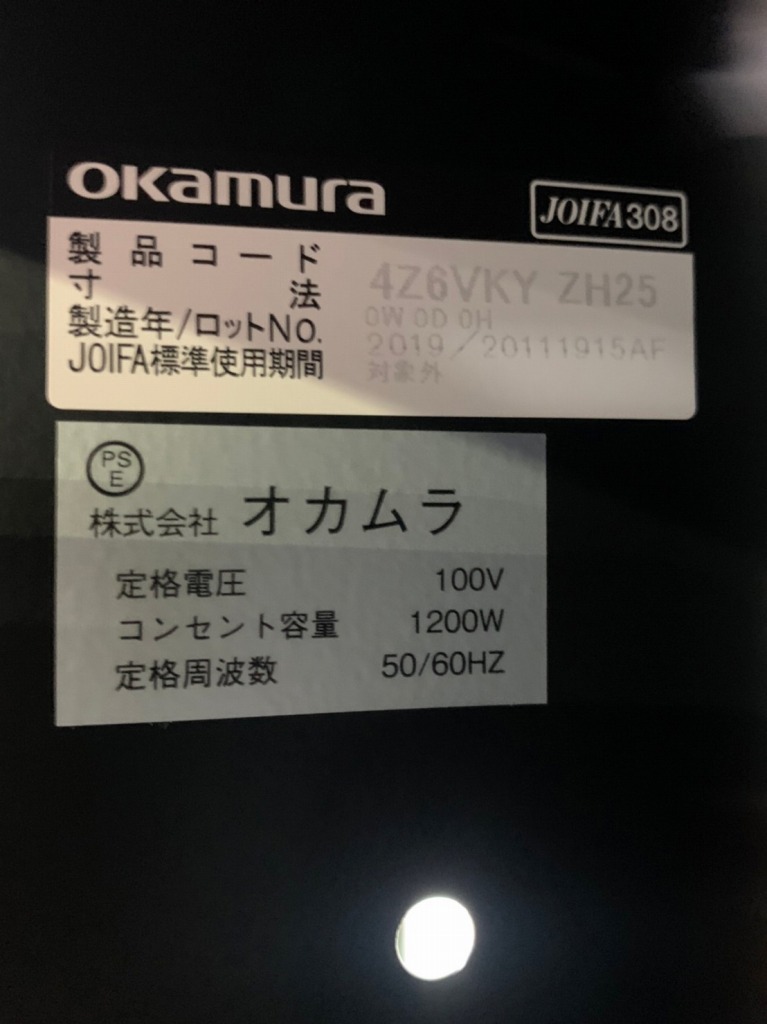 okamura
JOIFA308
製品コード 4Z6VKY ZH25
寸法 0W 0D 0H
製造年/ロットNo. 2019/20111915AF
JOIFA標準使用期間 対象外
PS
E
株式会社 オカムラ
定格電圧 100V
コンセント容量 1200W
定格周波数 50/60HZ